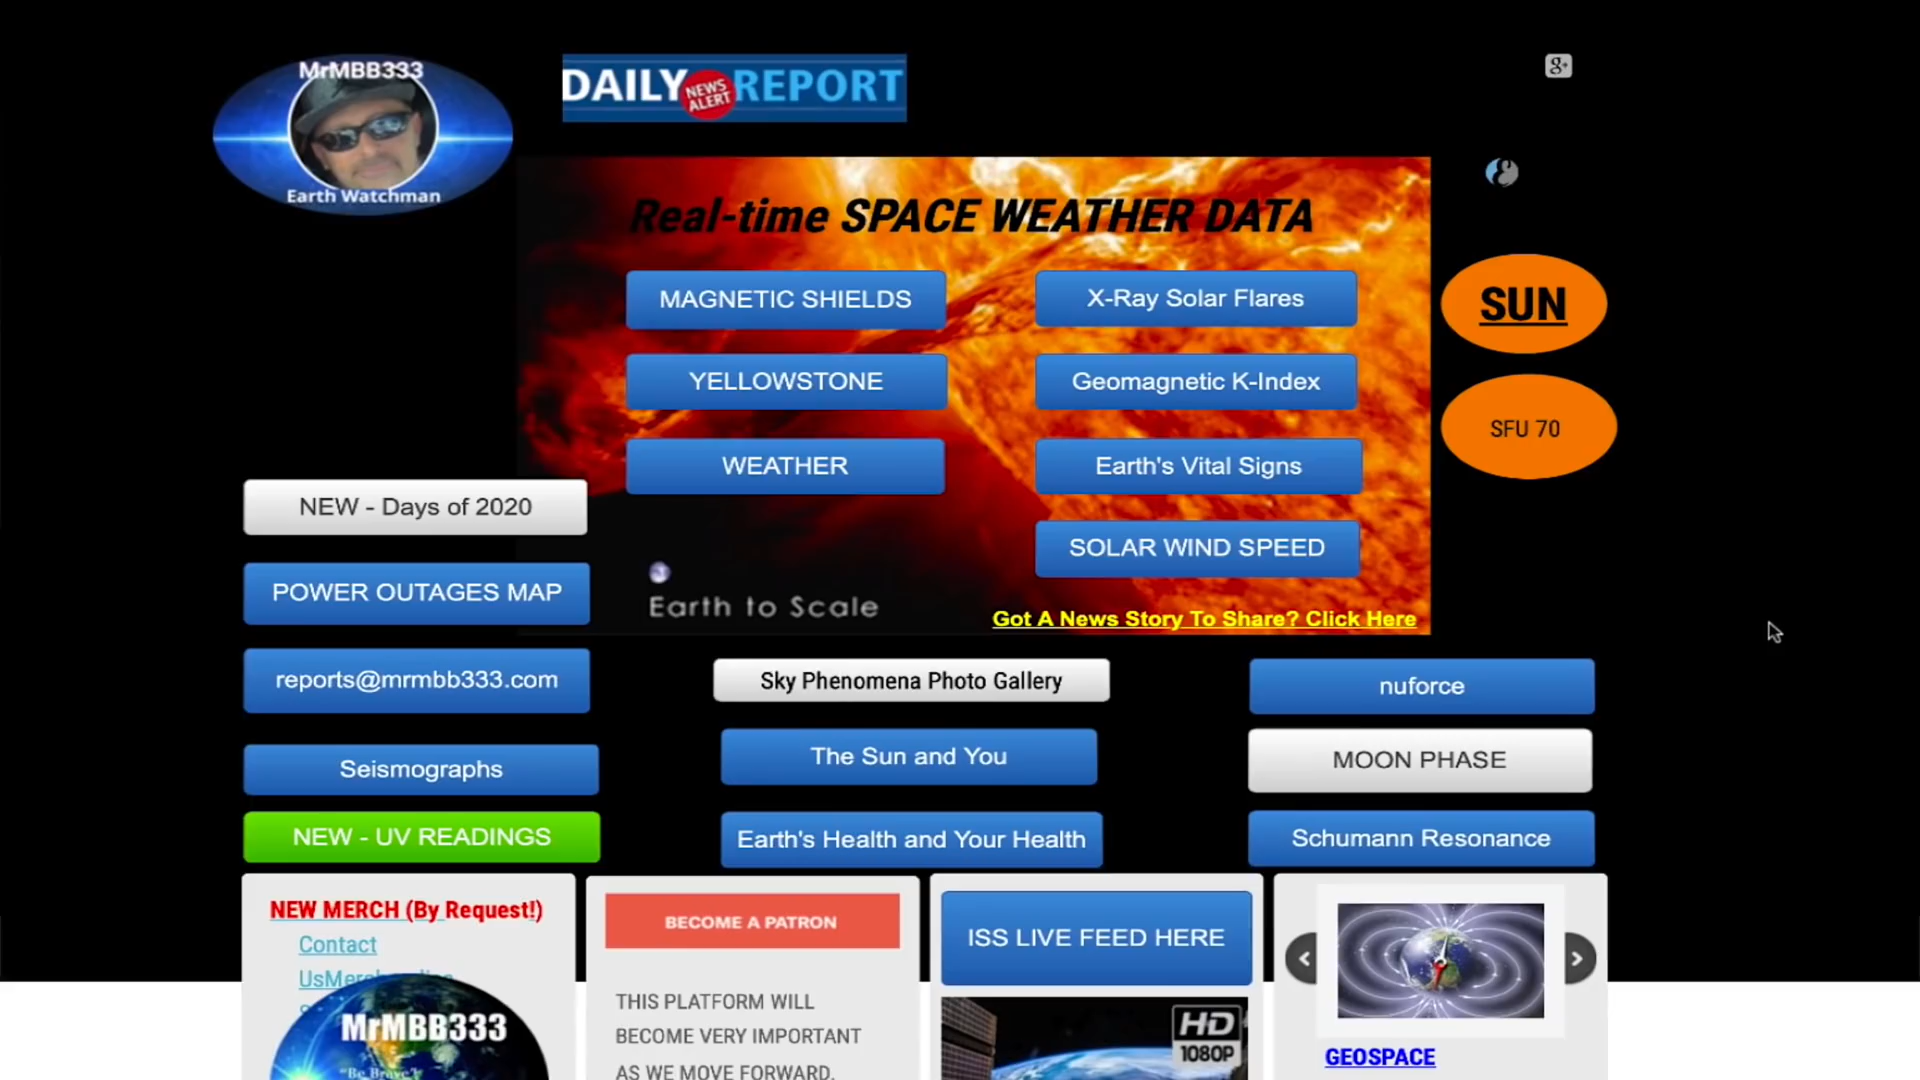 MrMBB333
Earth Watchman
DAILY NEWS ALERT REPORT
g+
Real-time SPACE WEATHER DATA
MAGNETIC SHIELDS
X-Ray Solar Flares
SUN
YELLOWSTONE
Geomagnetic K-Index
SFU 70
WEATHER
Earth's Vital Signs
NEW - Days of 2020
SOLAR WIND SPEED
POWER OUTAGES MAP
Earth to Scale
Got A News Story To Share? Click Here
reports@mrmbb333.com
Sky Phenomena Photo Gallery
nuforce
Seismographs
The Sun and You
MOON PHASE
NEW - UV READINGS
Earth's Health and Your Health
Schumann Resonance
NEW MERCH (By Request!)
Contact
MrMBB333
"Be Brave"
BECOME A PATRON
THIS PLATFORM WILL
BECOME VERY IMPORTANT
AS WE MOVE FORWARD.
ISS LIVE FEED HERE
HD
1080P
GEOSPACE